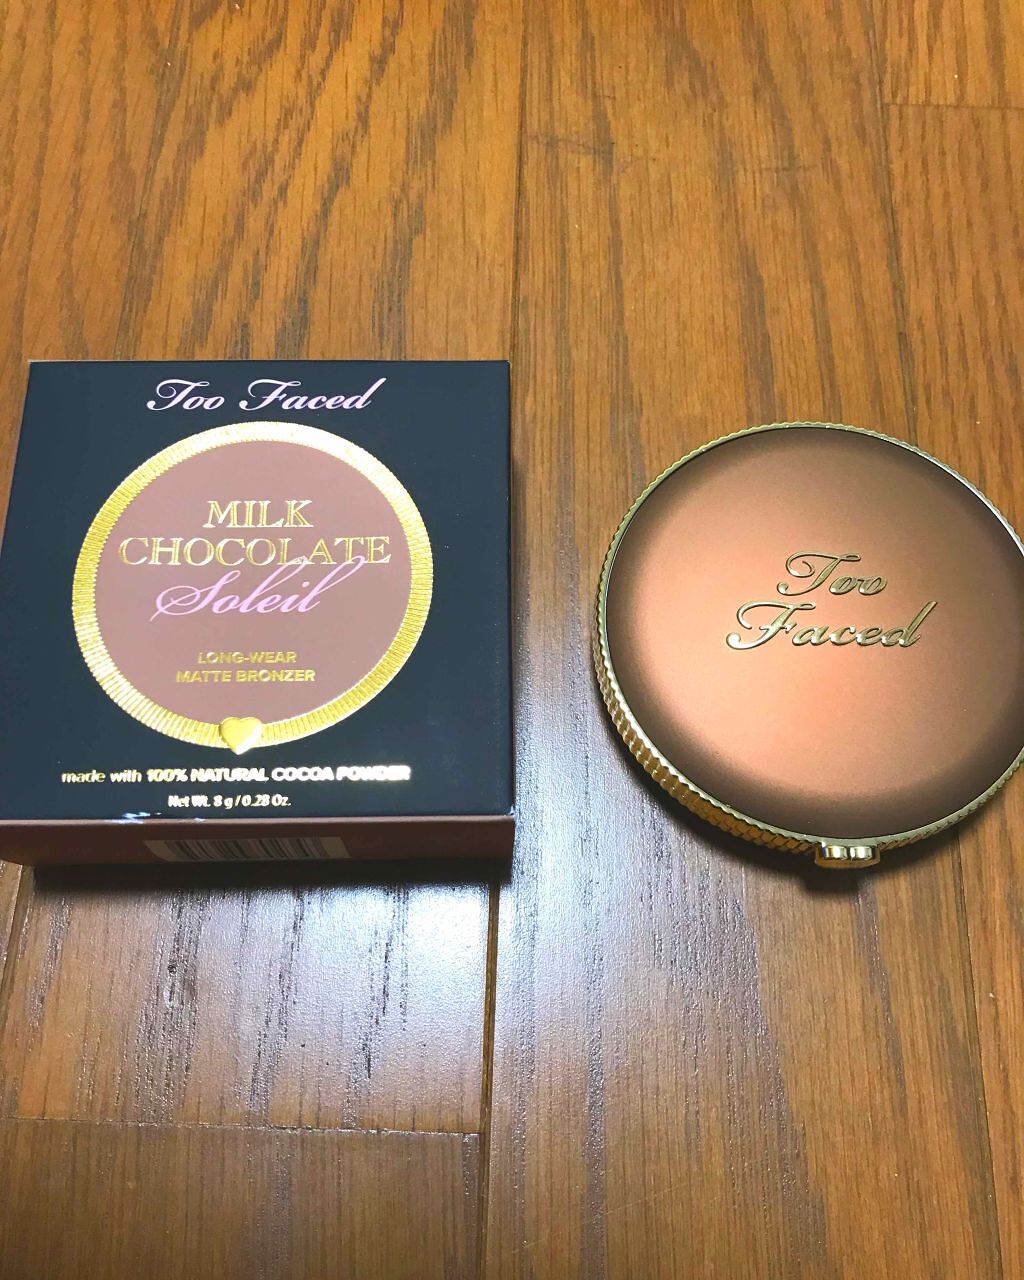 Too Faced
MILK
CHOCOLATE
Soleil
LONG-WEAR
MATTE BRONZER
made with 100% NATURAL COCOA POWDER
Net Wt. 8 g / 0.28 Oz.
Too
Faced